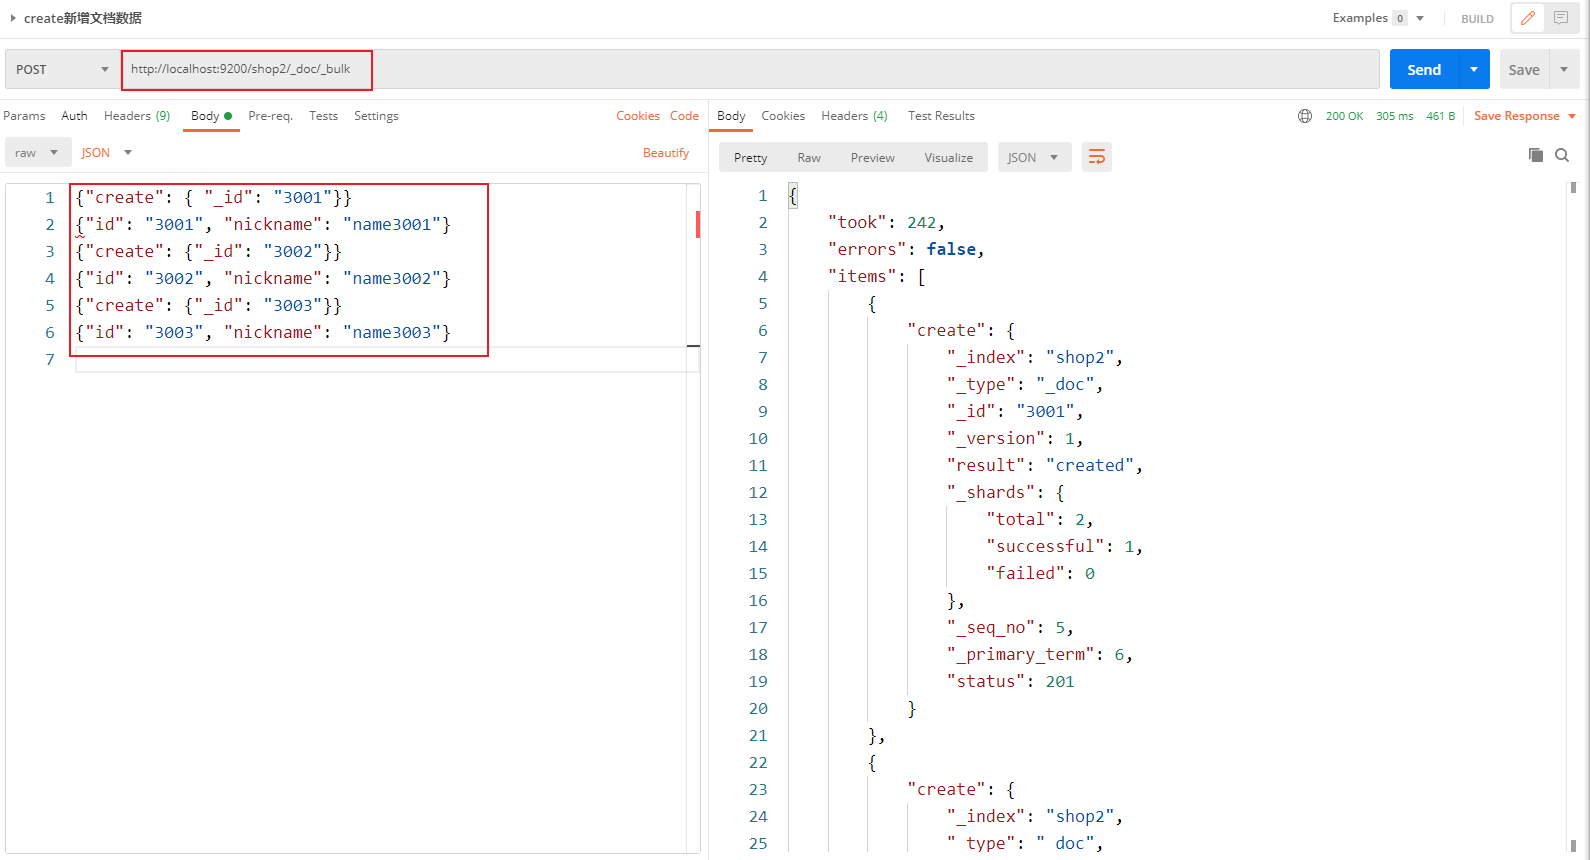 create新增文档数据
Examples 0 BUILD
POST http://localhost:9200/shop2/_doc/_bulk Send Save
Params Auth Headers (9) Body Pre-req. Tests Settings Cookies Code
raw JSON Beautify
1 {"create": { "_id": "3001"}}
2 {"id": "3001", "nickname": "name3001"}
3 {"create": {"_id": "3002"}}
4 {"id": "3002", "nickname": "name3002"}
5 {"create": {"_id": "3003"}}
6 {"id": "3003", "nickname": "name3003"}
7
Body Cookies Headers (4) Test Results 200 OK 305 ms 461 B Save Response
Pretty Raw Preview Visualize JSON
1 {
2 "took": 242,
3 "errors": false,
4 "items": [
5 {
6 "create": {
7 "_index": "shop2",
8 "_type": "_doc",
9 "_id": "3001",
10 "_version": 1,
11 "result": "created",
12 "_shards": {
13 "total": 2,
14 "successful": 1,
15 "failed": 0
16 },
17 "_seq_no": 5,
18 "_primary_term": 6,
19 "status": 201
20 }
21 },
22 {
23 "create": {
24 "_index": "shop2",
25 "_type": "_doc",